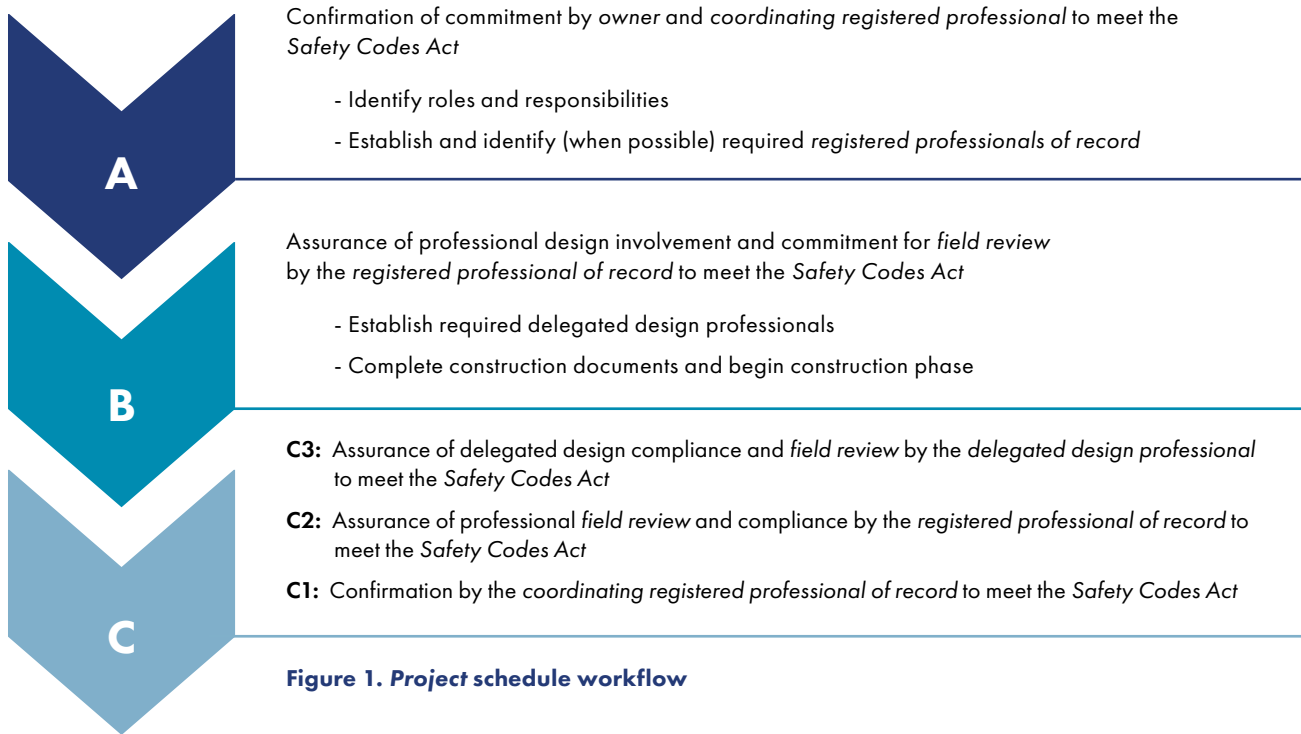 Confirmation of commitment by owner and coordinating registered professional to meet the
Safety Codes Act
- Identify roles and responsibilities
- Establish and identify (when possible) required registered professionals of record
A
Assurance of professional design involvement and commitment for field review
by the registered professional of record to meet the Safety Codes Act
- Establish required delegated design professionals
- Complete construction documents and begin construction phase
B
C3: Assurance of delegated design compliance and field review by the delegated design professional
to meet the Safety Codes Act
C2: Assurance of professional field review and compliance by the registered professional of record to
meet the Safety Codes Act
C1: Confirmation by the coordinating registered professional of record to meet the Safety Codes Act
C
Figure 1. Project schedule workflow